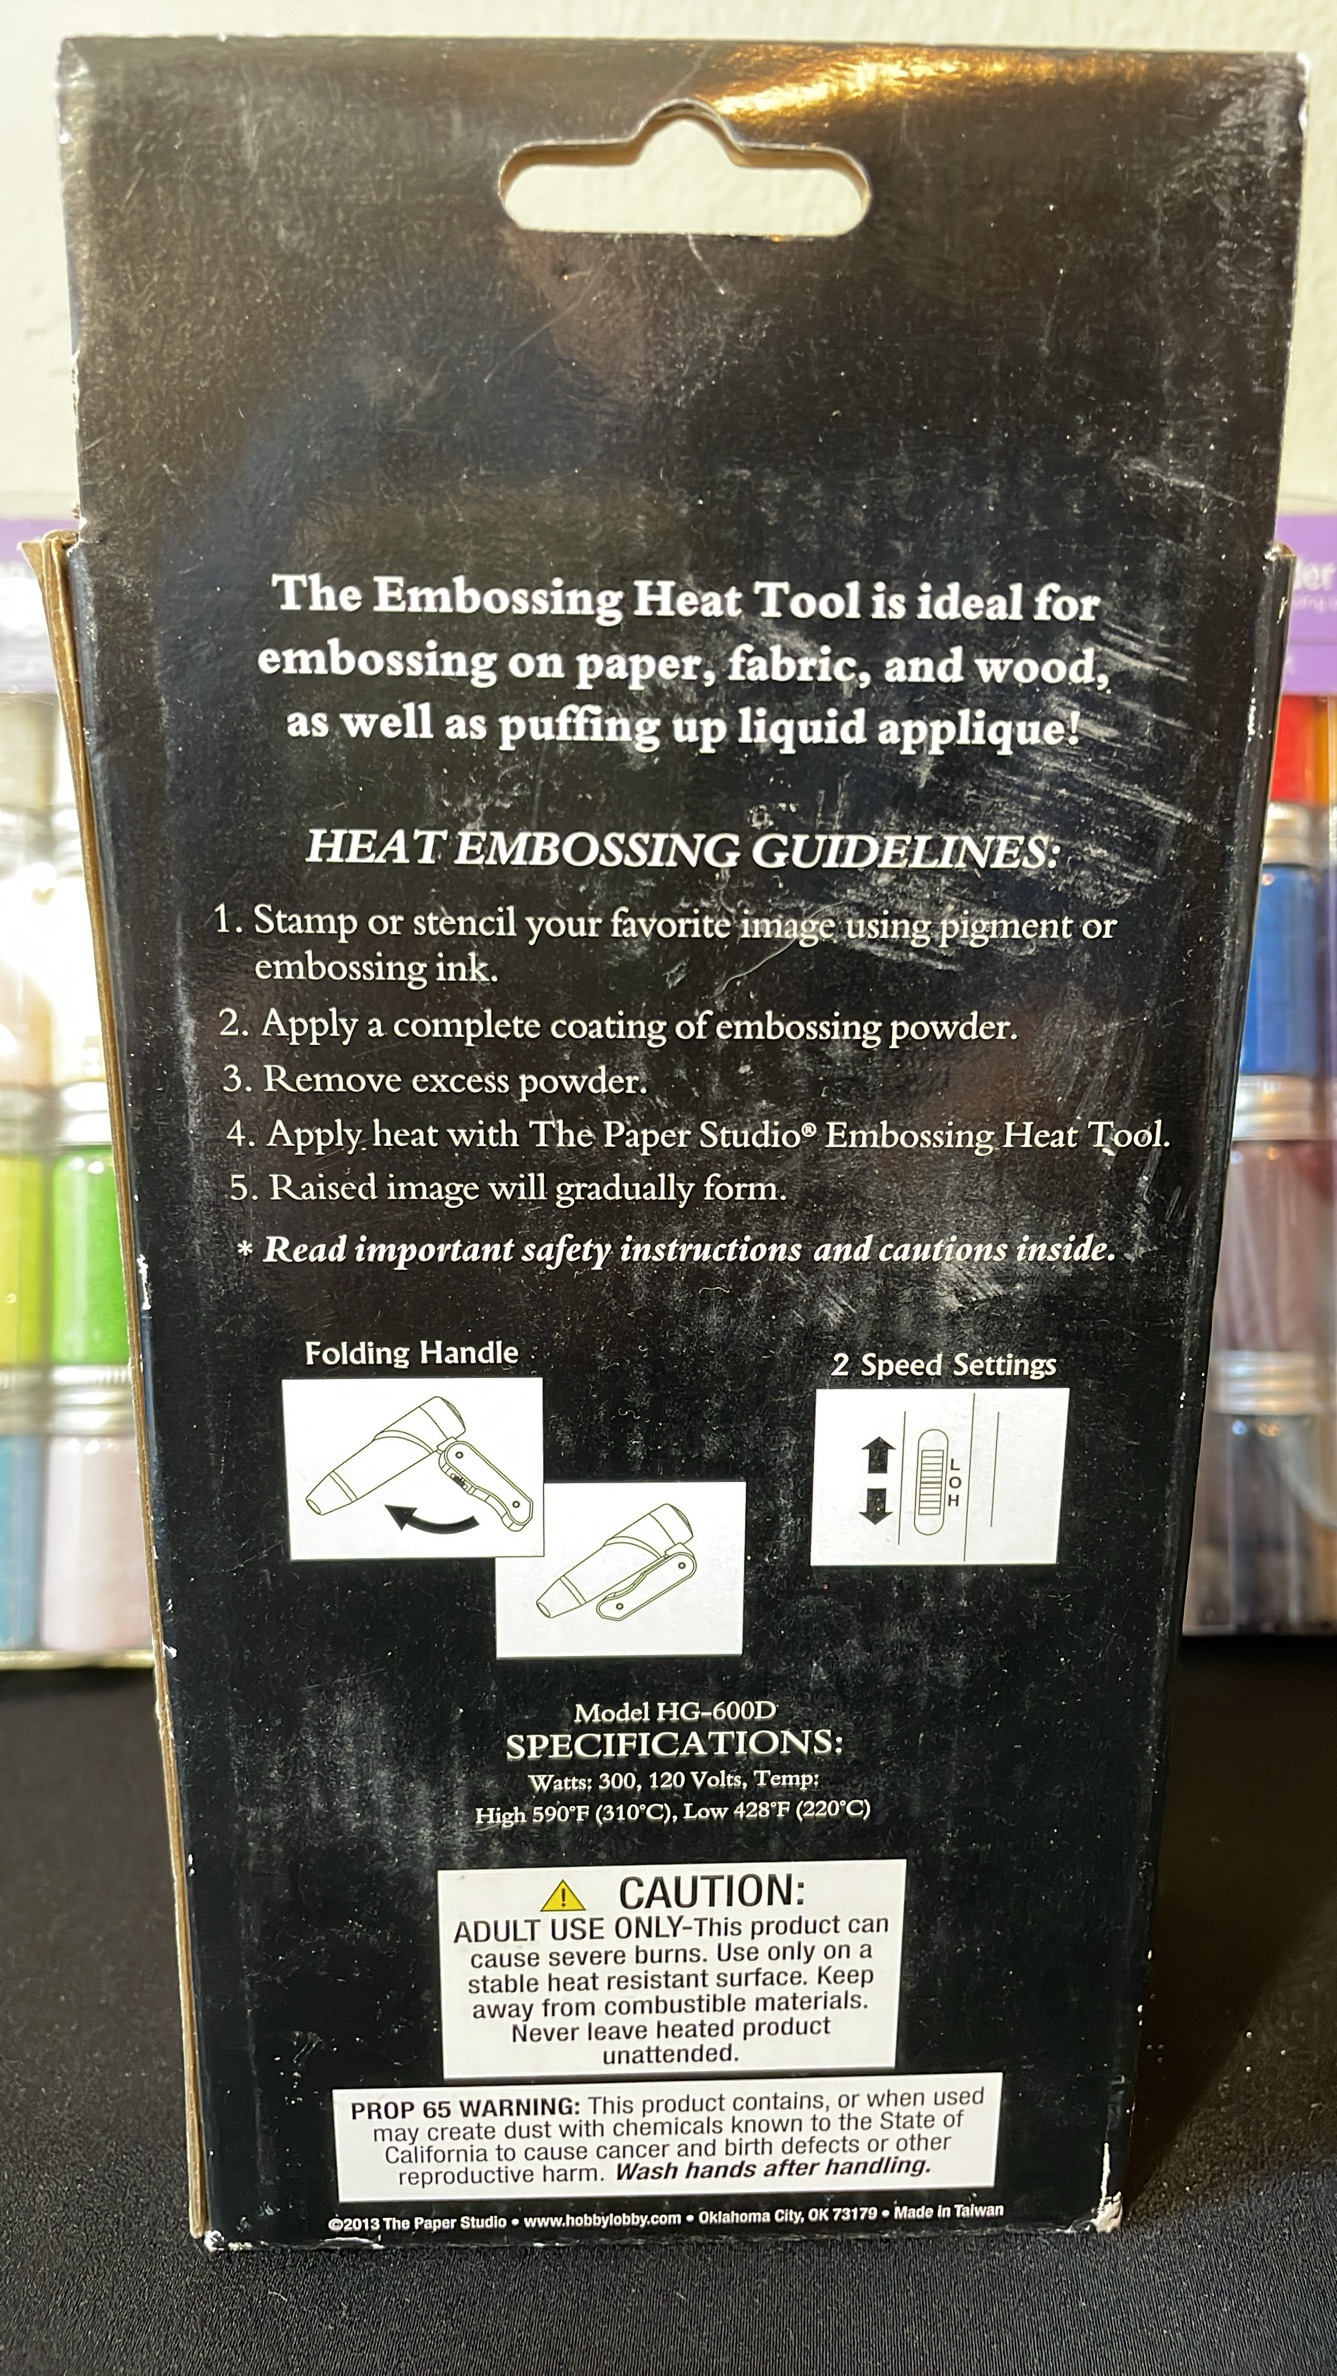 The Embossing Heat Tool is ideal for
embossing on paper, fabric, and wood,
as well as puffing up liquid applique!
HEAT EMBOSSING GUIDELINES:
1. Stamp or stencil your favorite image using pigment or
embossing ink.
2. Apply a complete coating of embossing powder.
3. Remove excess powder.
4. Apply heat with The Paper Studio® Embossing Heat Tool.
5. Raised image will gradually form.
* Read important safety instructions and cautions inside.
Folding Handle
2 Speed Settings
L
O
H
Model HG-600D
SPECIFICATIONS:
Watts: 300, 120 Volts, Temp:
High 590°F (310°C), Low 428°F (220°C)
CAUTION:
ADULT USE ONLY-This product can
cause severe burns. Use only on a
stable heat resistant surface. Keep
away from combustible materials.
Never leave heated product
unattended.
PROP 65 WARNING: This product contains, or when used
may create dust with chemicals known to the State of
California to cause cancer and birth defects or other
reproductive harm. Wash hands after handling.
©2013 The Paper Studio • www.hobbylobby.com • Oklahoma City, OK 73179 • Made in Taiwan